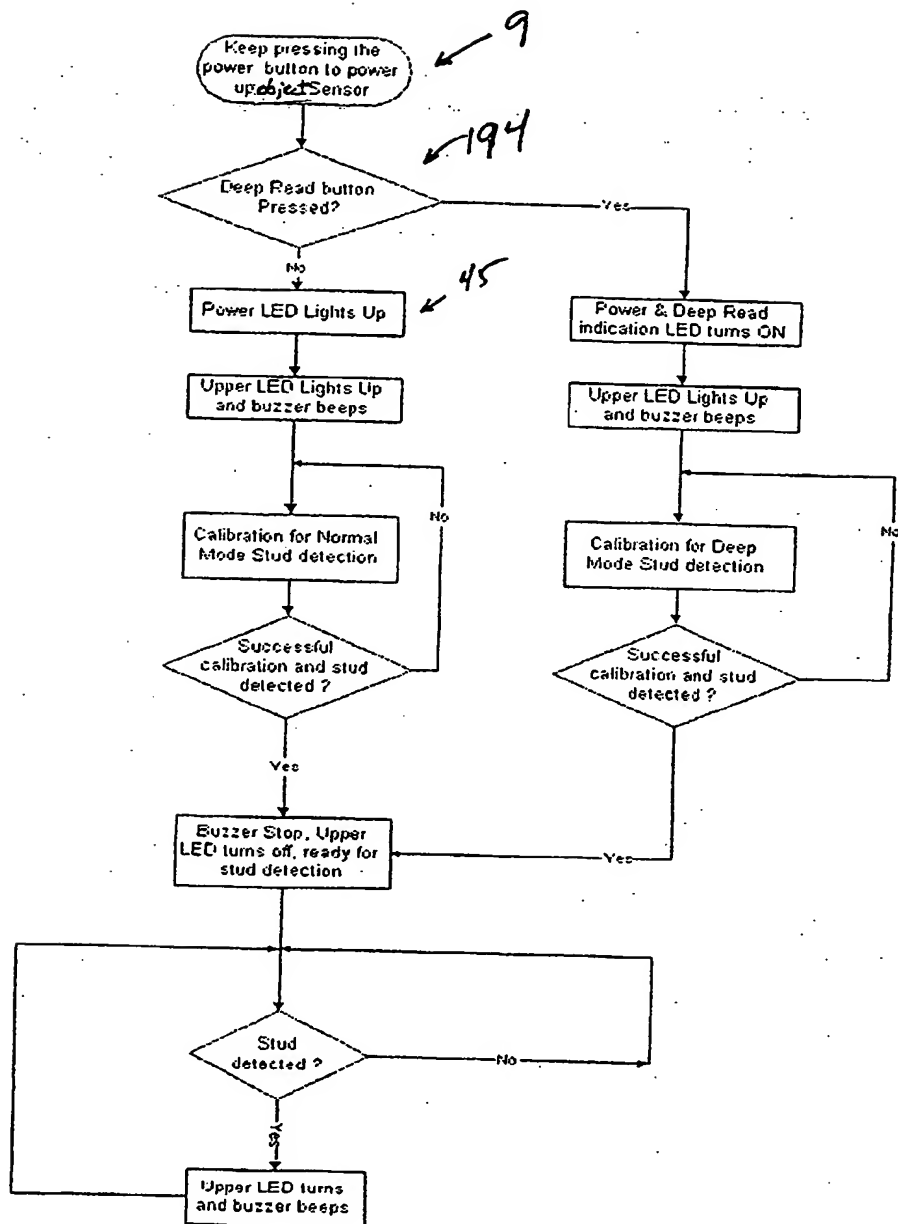 Keep pressing the
power button to power
up object Sensor
9
194
Deep Read button
Pressed?
Yes
No
Power LED Lights Up
45
Power & Deep Read
indication LED turns ON
Upper LED Lights Up
and buzzer beeps
Upper LED Lights Up
and buzzer beeps
No
No
Calibration for Normal
Mode Stud detection
Calibration for Deep
Mode Stud detection
Successful
calibration and stud
detected ?
Successful
calibration and stud
detected ?
Yes
Buzzer Stop, Upper
LED turns off, ready for
stud detection
Yes
Stud
detected ?
No
Yes
Upper LED turns
and buzzer beeps